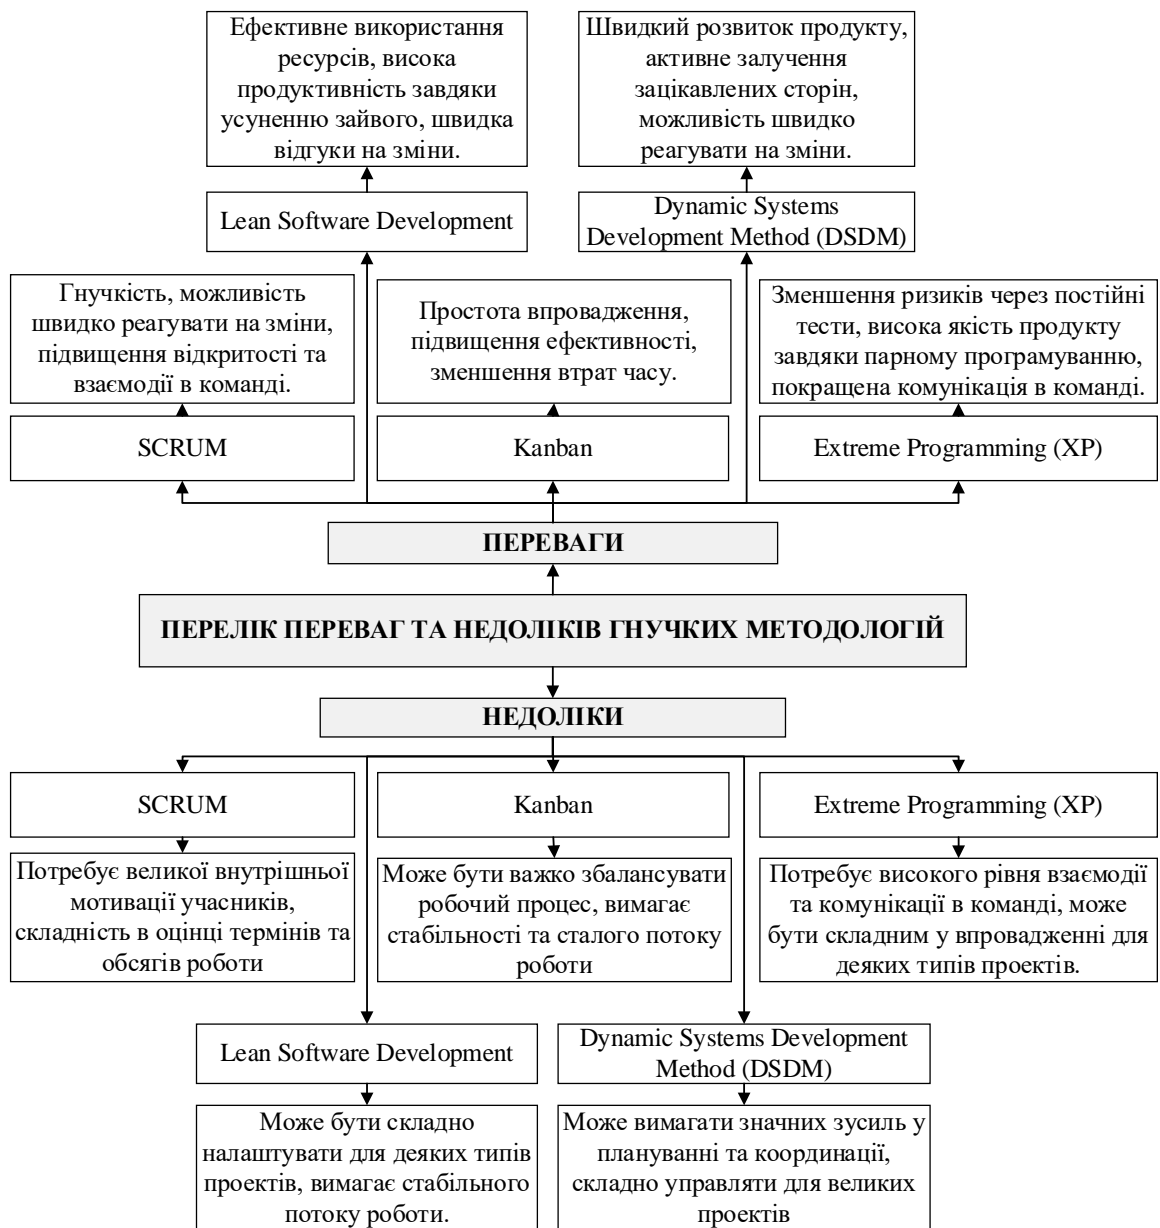 Ефективне використання
ресурсів, висока
продуктивність завдяки
усуненню зайвого, швидка
відгуки на зміни.
Швидкий розвиток продукту,
активне залучення
зацікавлених сторін,
можливість швидко
реагувати на зміни.
Lean Software Development
Dynamic Systems
Development Method (DSDM)
Гнучкість, можливість
швидко реагувати на зміни,
підвищення відкритості та
взаємодії в команді.
Простота впровадження,
підвищення ефективності,
зменшення втрат часу.
Зменшення ризиків через постійні
тести, висока якість продукту
завдяки парному програмуванню,
покращена комунікація в команді.
SCRUM
Kanban
Extreme Programming (XP)
ПЕРЕВАГИ
ПЕРЕЛІК ПЕРЕВАГ ТА НЕДОЛІКІВ ГНУЧКИХ МЕТОДОЛОГІЙ
НЕДОЛІКИ
SCRUM
Kanban
Extreme Programming (XP)
Потребує великої внутрішньої
мотивації учасників,
складність в оцінці термінів та
обсягів роботи
Може бути важко збалансувати
робочий процес, вимагає
стабільності та сталого потоку
роботи
Потребує високого рівня взаємодії
та комунікації в команді, може
бути складним у впровадженні для
деяких типів проектів.
Lean Software Development
Dynamic Systems Development
Method (DSDM)
Може бути складно
налаштувати для деяких типів
проектів, вимагає стабільного
потоку роботи.
Може вимагати значних зусиль у
плануванні та координації,
складно управляти для великих
проектів